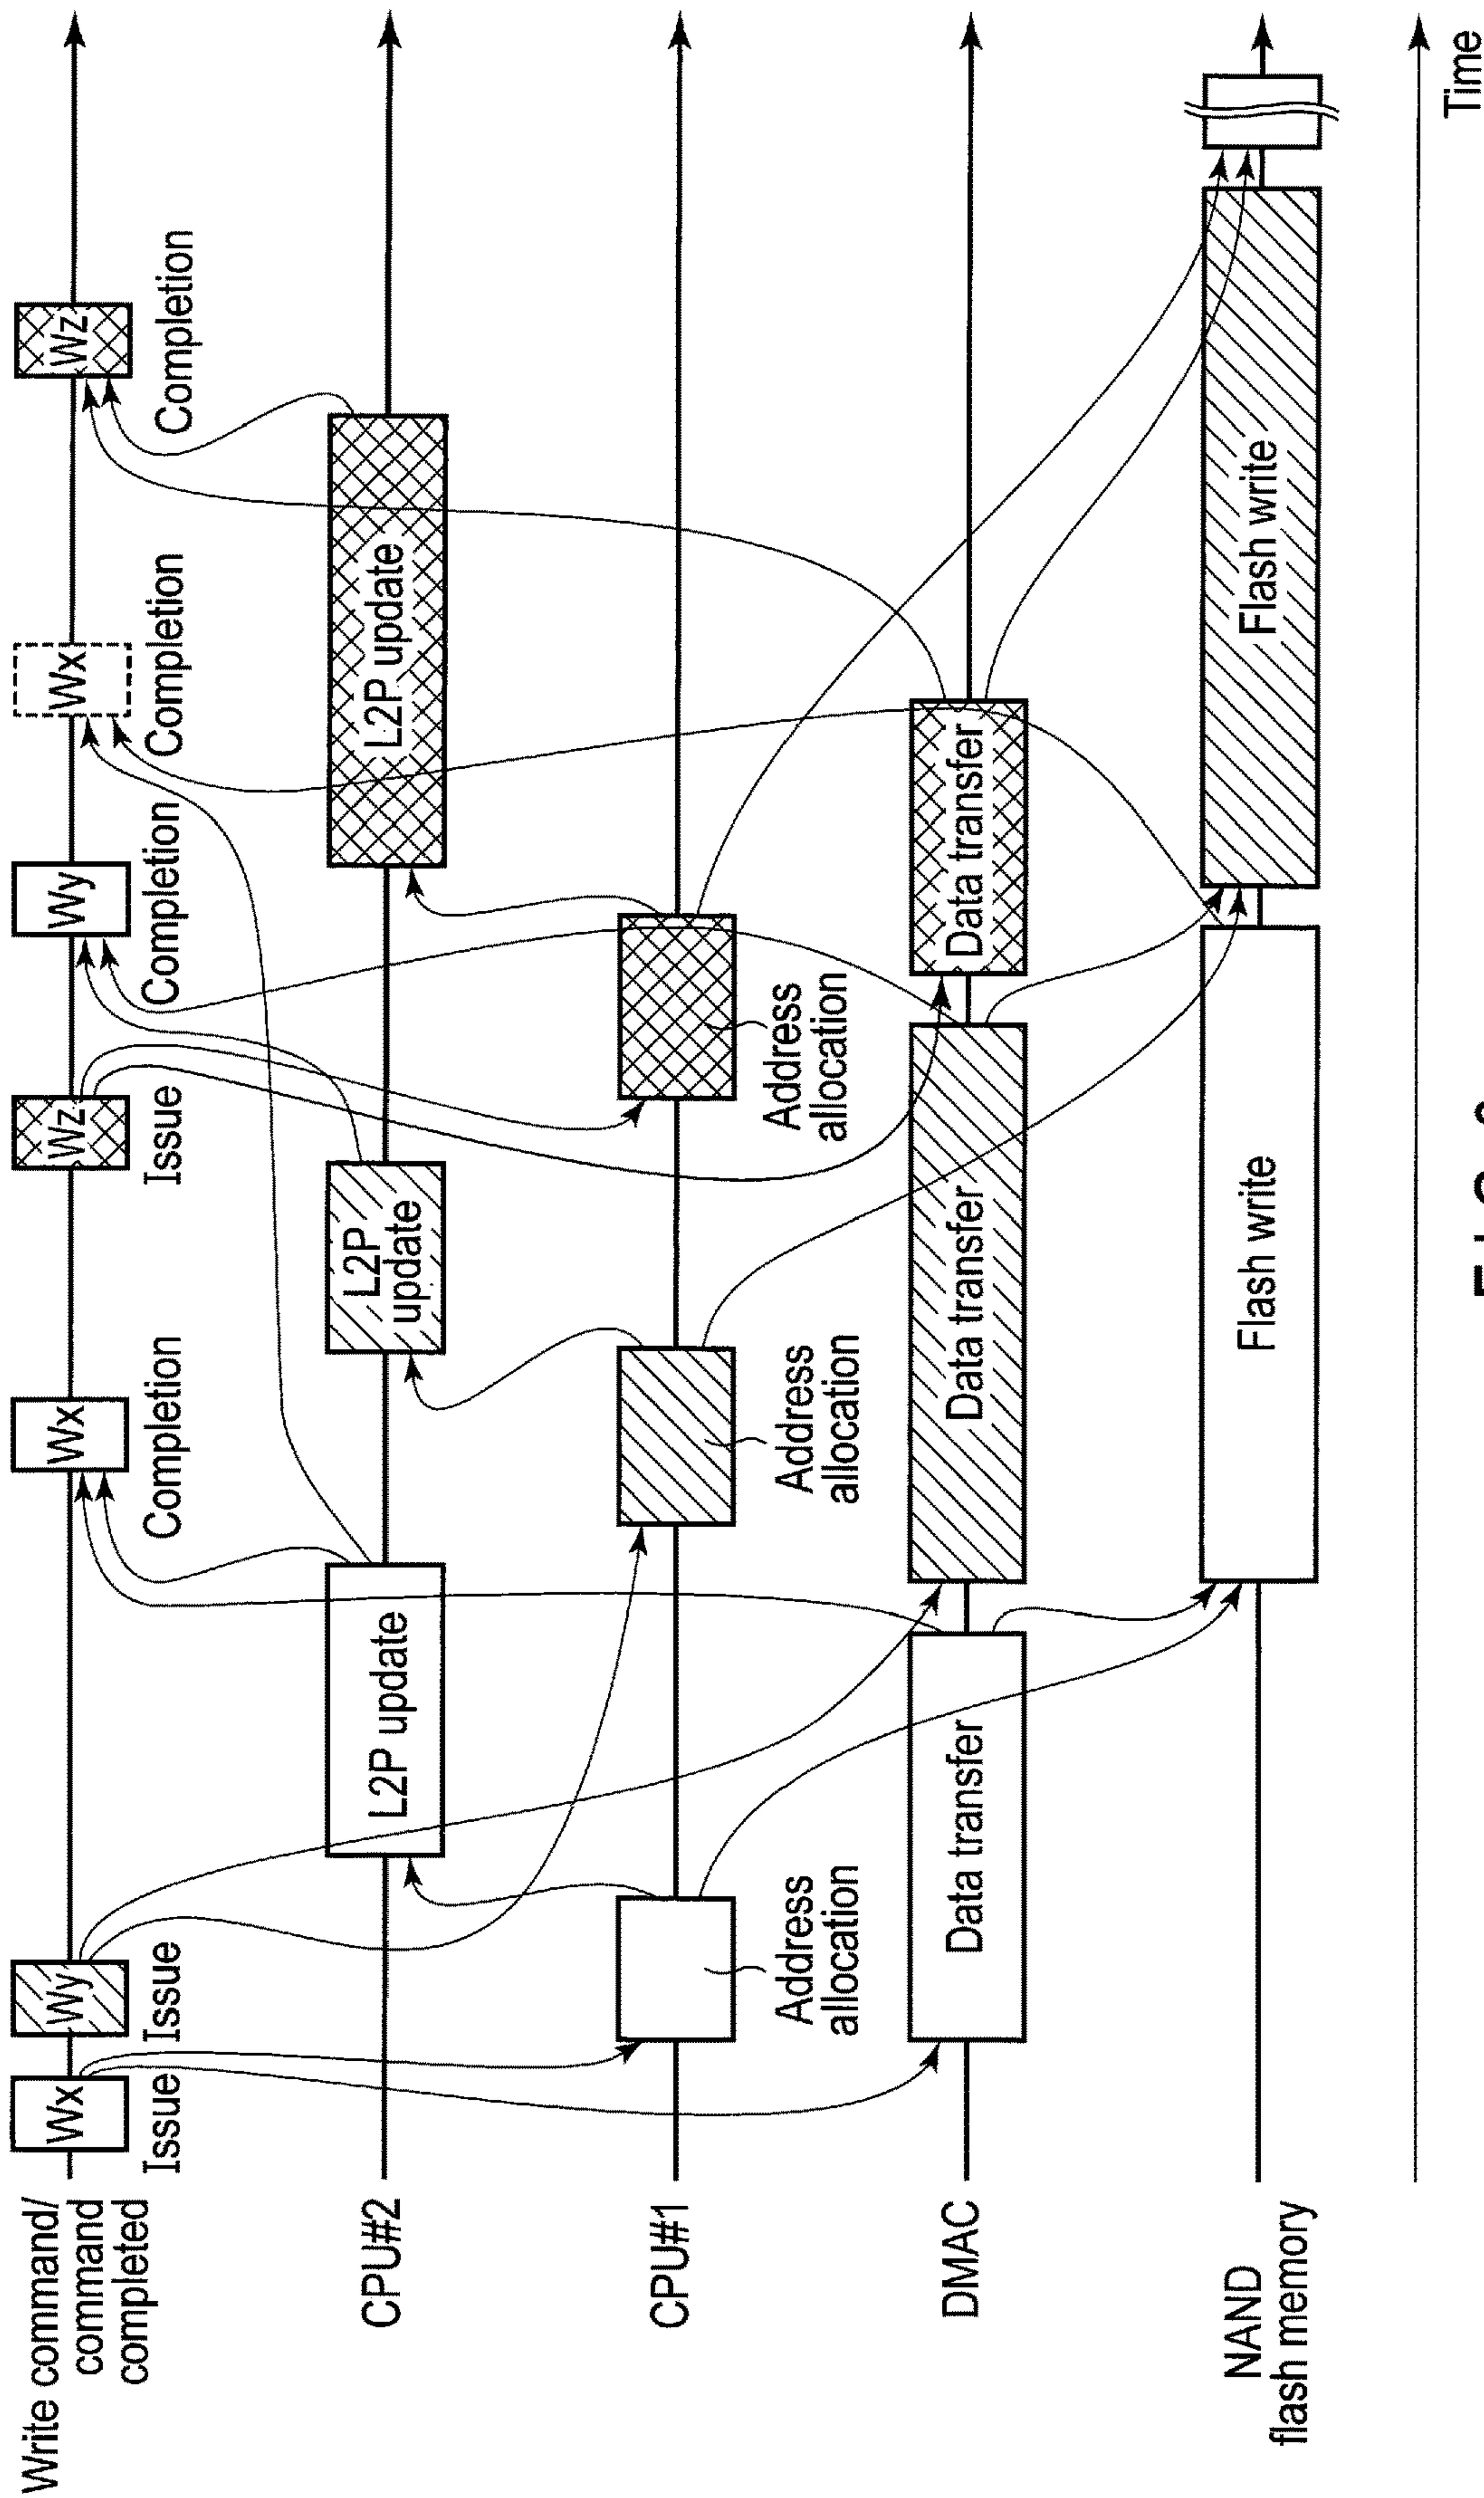 Write command/
command
completed
Wx
Issue
Wy
Issue
Wx
Completion
Wz
Issue
Wy
Completion
Wx
Completion
Wz
Completion
CPU#2
L2P update
L2P
update
L2P update
CPU#1
Address
allocation
Address
allocation
Address
allocation
DMAC
Data transfer
Data transfer
Data transfer
NAND
flash memory
Flash write
Flash write
Time